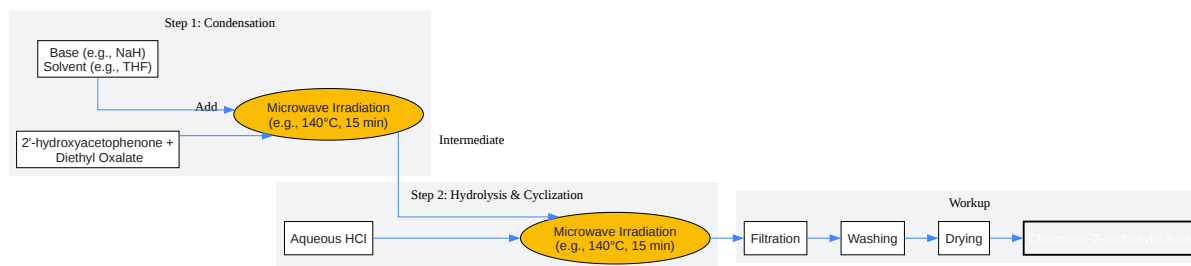 Step 1: Condensation
Base (e.g., NaH)
Solvent (e.g., THF)
Add
Microwave Irradiation
(e.g., 140°C, 15 min)
2'-hydroxyacetophenone +
Diethyl Oxalate
Intermediate
Step 2: Hydrolysis & Cyclization
Aqueous HCl
Microwave Irradiation
(e.g., 140°C, 15 min)
Workup
Filtration
Washing
Drying
Chromone-2-carboxylic Acid